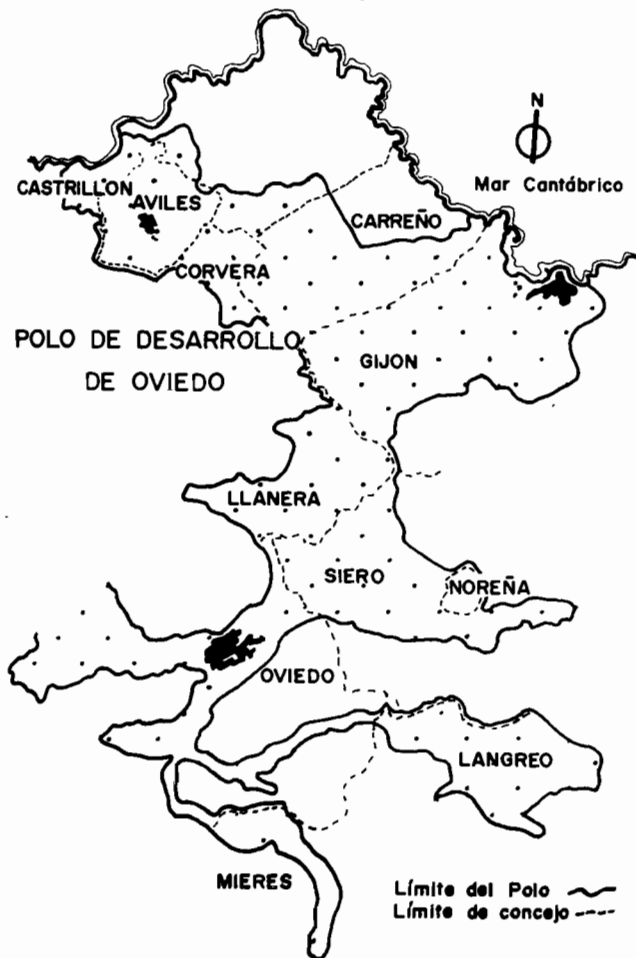 N
Mar Cantábrico
CASTRILLON
AVILES
CARREÑO
CORVERA
POLO DE DESARROLLO
DE OVIEDO
GIJON
LLANERA
SIERO
NOREÑA
OVIEDO
LANGREO
MIERES
Límite del Polo
Límite de concejo